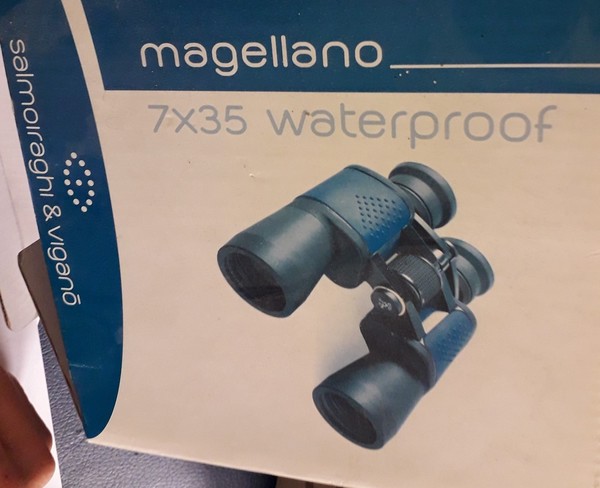 magellano
7x35 waterproof
salmoiraghi & viganò